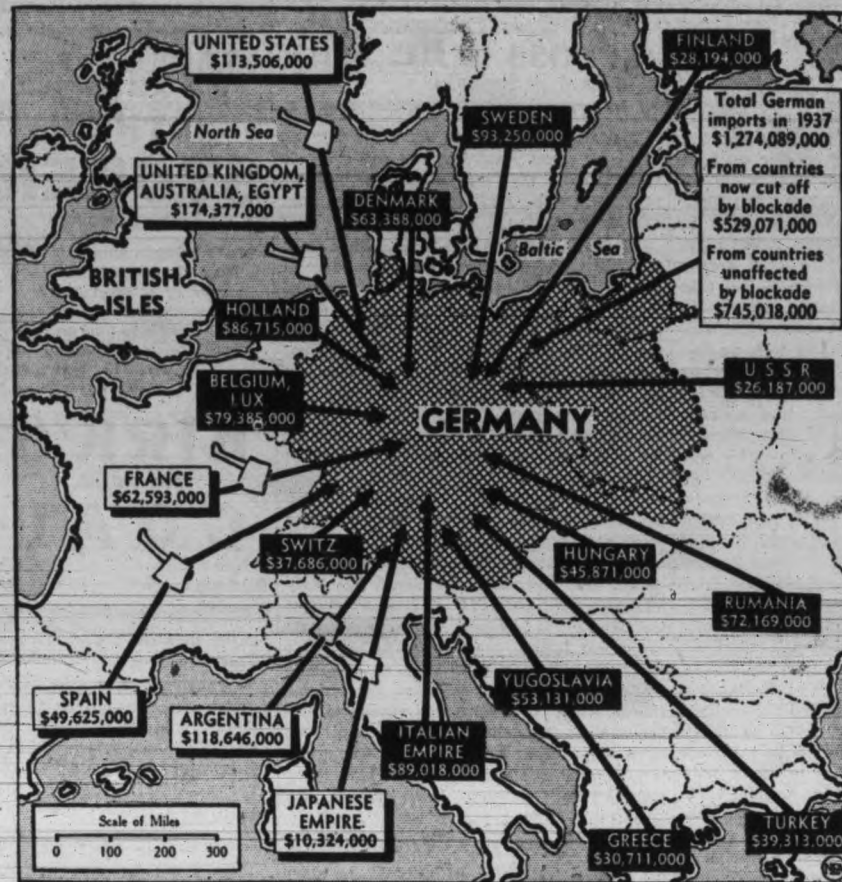 UNITED STATES
$113,506,000
FINLAND
$28,194,000
Total German
imports in 1937
$1,274,089,000
From countries
now cut off
by blockade
$529,071,000
From countries
unaffected
by blockade
$745,018,000
North Sea
SWEDEN
$93,250,000
UNITED KINGDOM,
AUSTRALIA, EGYPT
$174,377,000
DENMARK
$63,388,000
Baltic Sea
BRITISH
ISLES
HOLLAND
$86,715,000
U.S.S.R
$26,187,000
BELGIUM,
LUX
$79,385,000
GERMANY
FRANCE
$62,593,000
SWITZ
$37,686,000
HUNGARY
$45,871,000
RUMANIA
$72,169,000
YUGOSLAVIA
$53,131,000
SPAIN
$49,625,000
ARGENTINA
$118,646,000
ITALIAN
EMPIRE
$89,018,000
JAPANESE
EMPIRE
$10,324,000
GREECE
$30,711,000
TURKEY
$39,313,000
Scale of Miles
0 100 200 300